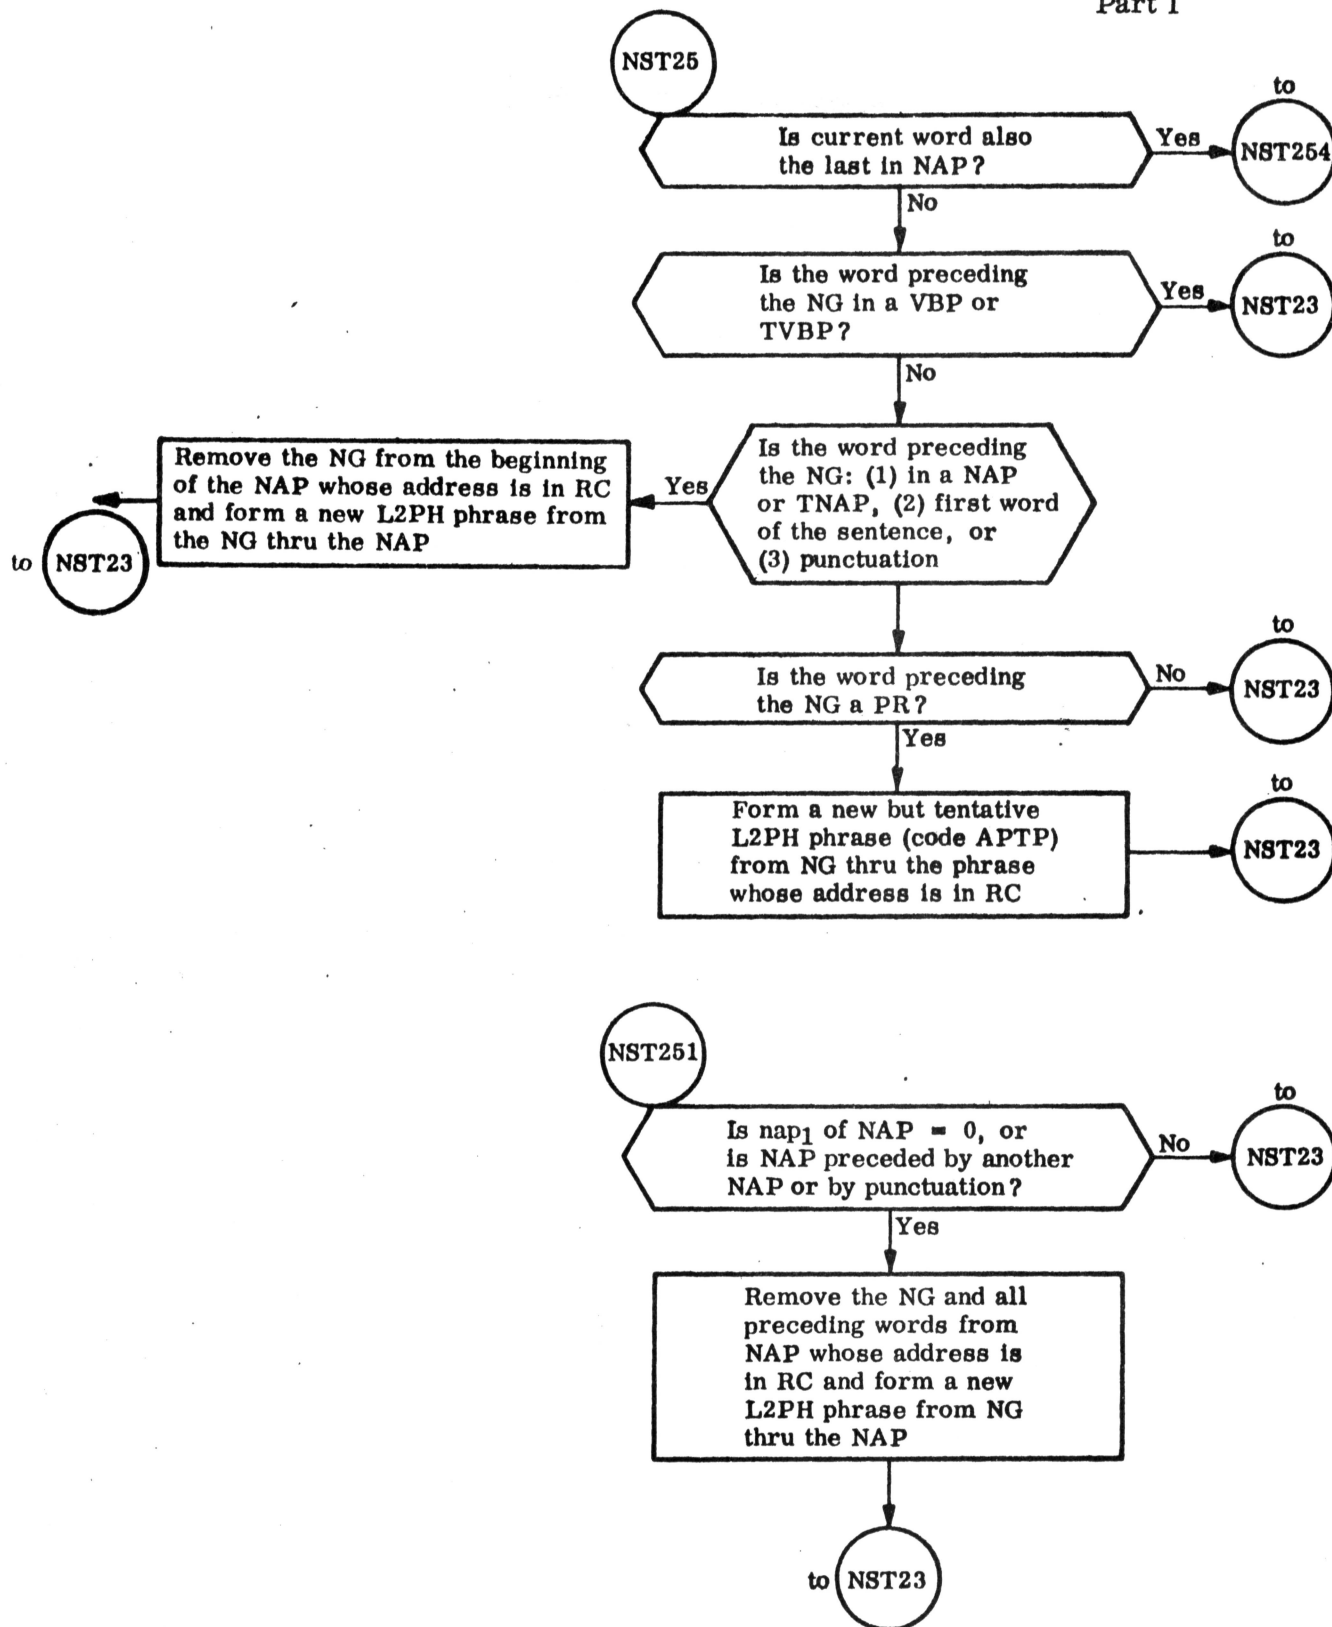 Part I
NST25
Is current word also
the last in NAP?
Yes
to
NST254
No
Is the word preceding
the NG in a VBP or
TVBP?
Yes
to
NST23
No
Is the word preceding
the NG: (1) in a NAP
or TNAP, (2) first word
of the sentence, or
(3) punctuation
Yes
Remove the NG from the beginning
of the NAP whose address is in RC
and form a new L2PH phrase from
the NG thru the NAP
to NST23
Is the word preceding
the NG a PR?
No
to
NST23
Yes
Form a new but tentative
L2PH phrase (code APTP)
from NG thru the phrase
whose address is in RC
to
NST23
NST251
Is nap1 of NAP = 0, or
is NAP preceded by another
NAP or by punctuation?
No
to
NST23
Yes
Remove the NG and all
preceding words from
NAP whose address is
in RC and form a new
L2PH phrase from NG
thru the NAP
to NST23